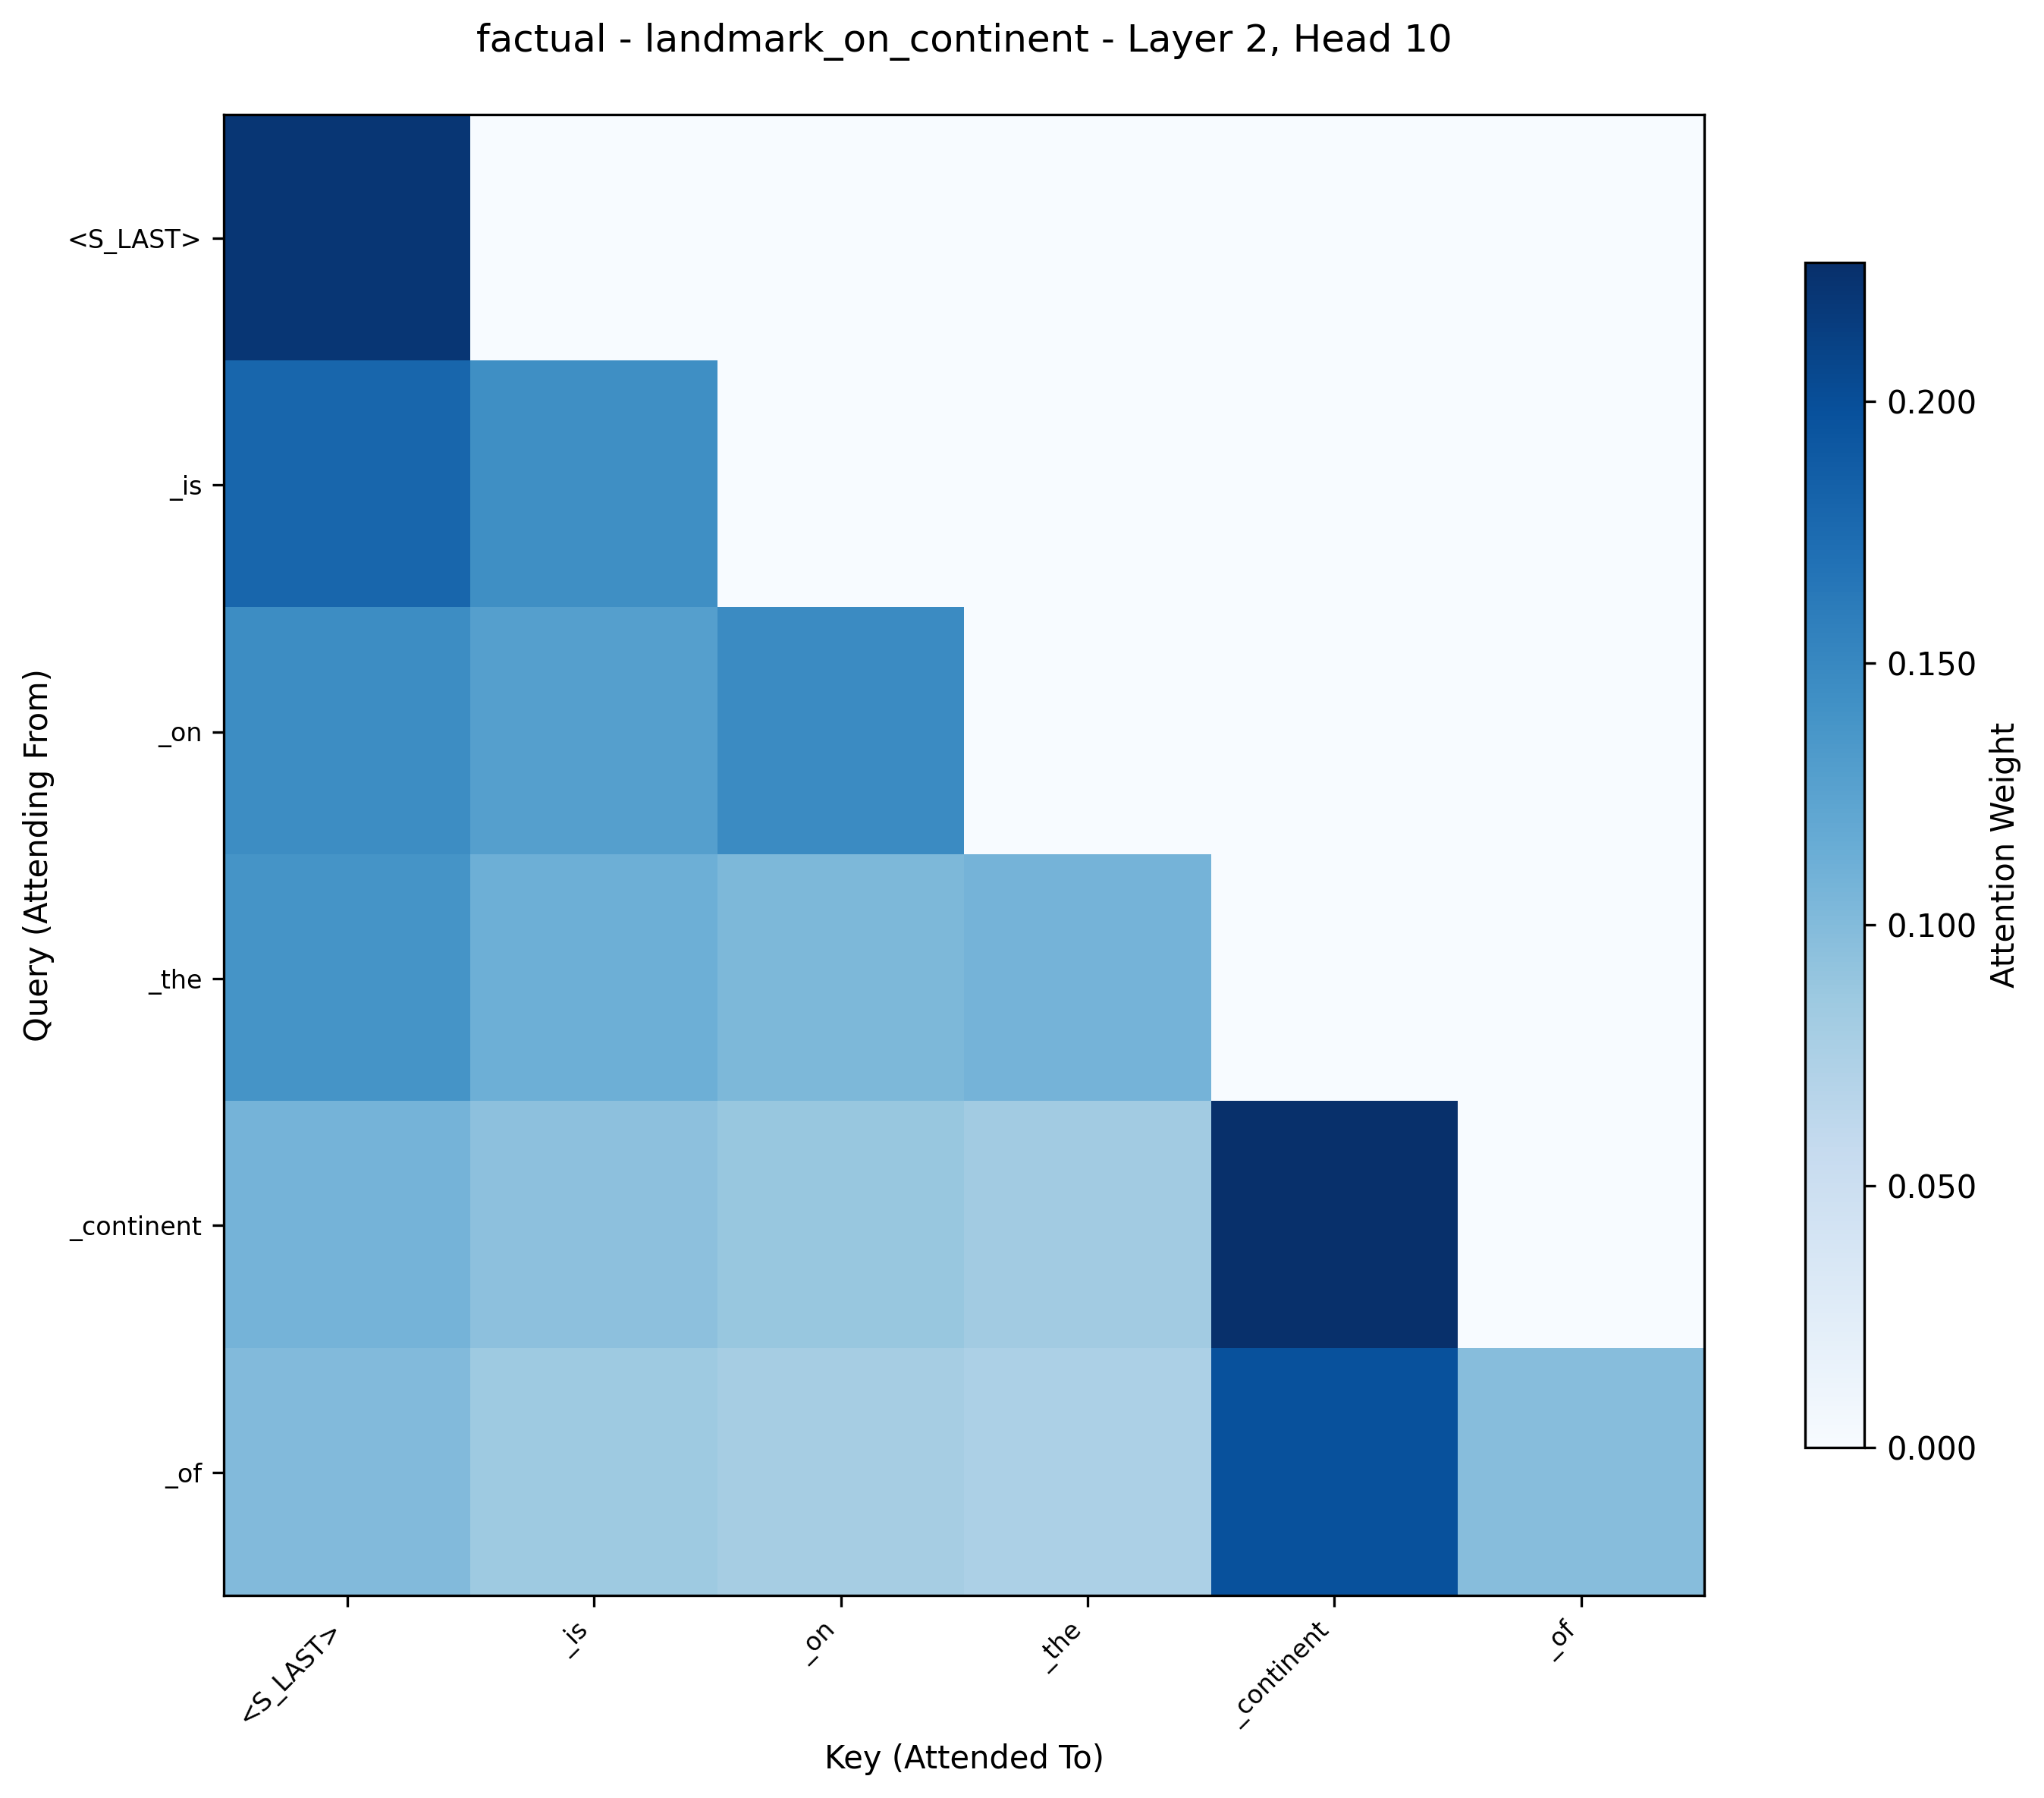 factual - landmark_on_continent - Layer 2, Head 10
Query (Attending From)
<S_LAST>
_is
_on
_the
_continent
_of
<S_LAST>
_is
_on
_the
_continent
_of
Key (Attended To)
0.200
0.150
0.100
0.050
0.000
Attention Weight